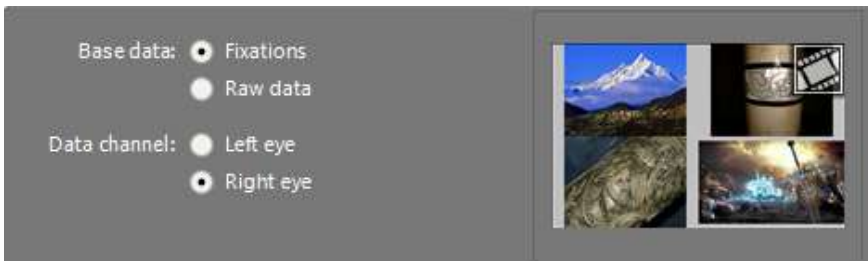 Base data: Fixations
Raw data
Data channel: Left eye
Right eye